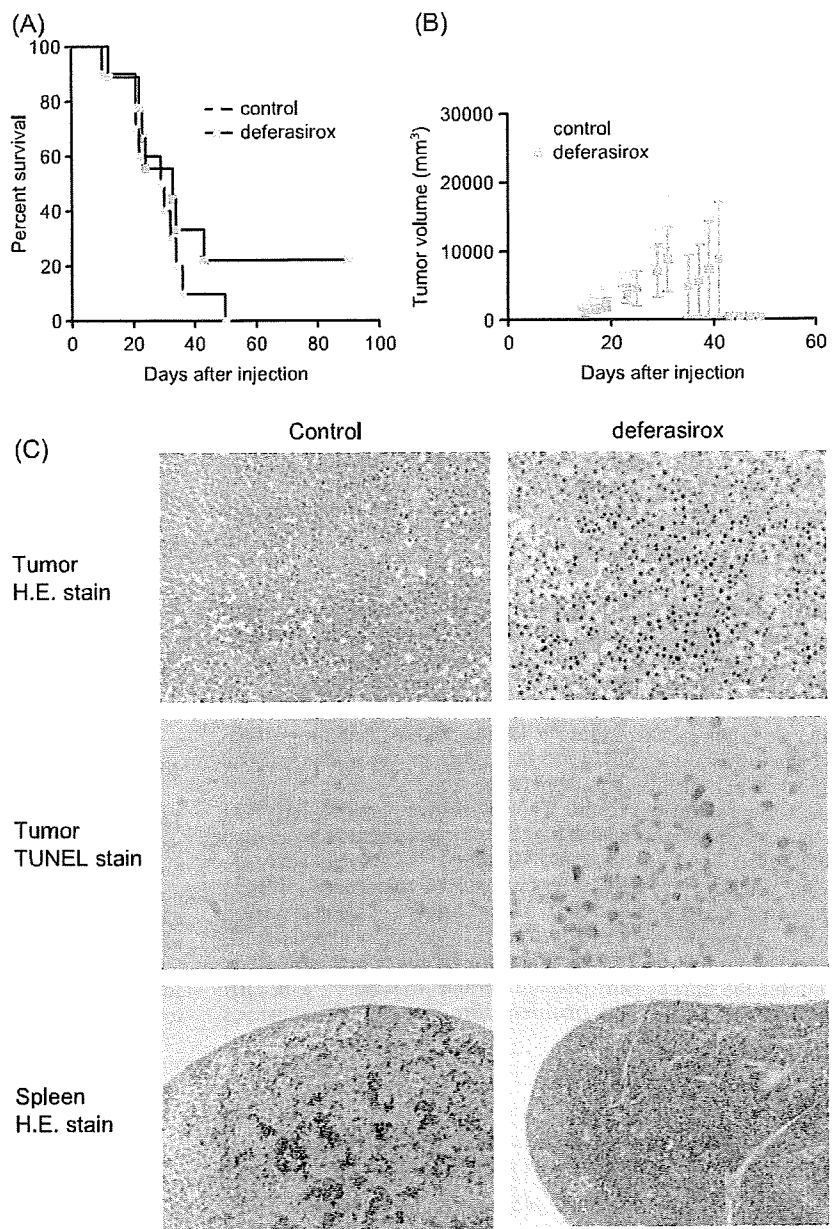 (A)
100
80
60
40
20
0
Percent survival
control
deferasirox
0 20 40 60 80 100
Days after injection
(B)
30000
20000
10000
0
Tumor volume (mm³)
control
deferasirox
0 20 40 60
Days after injection
(C)
Control deferasirox
Tumor
H.E. stain
Tumor
TUNEL stain
Spleen
H.E. stain